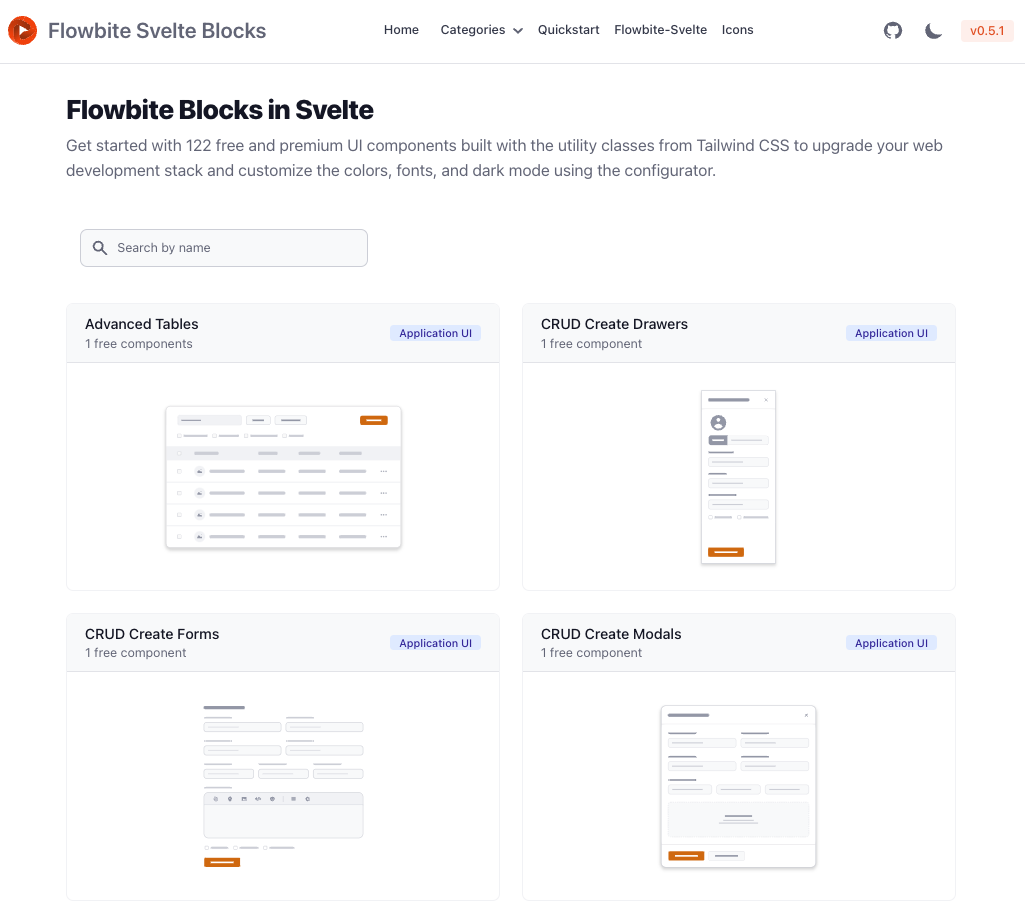 Flowbite Svelte Blocks
Home Categories Quickstart Flowbite-Svelte Icons
v0.5.1
Flowbite Blocks in Svelte
Get started with 122 free and premium UI components built with the utility classes from Tailwind CSS to upgrade your web
development stack and customize the colors, fonts, and dark mode using the configurator.
Search by name
Advanced Tables
1 free components
Application UI
CRUD Create Drawers
1 free component
Application UI
CRUD Create Forms
1 free component
Application UI
CRUD Create Modals
1 free component
Application UI